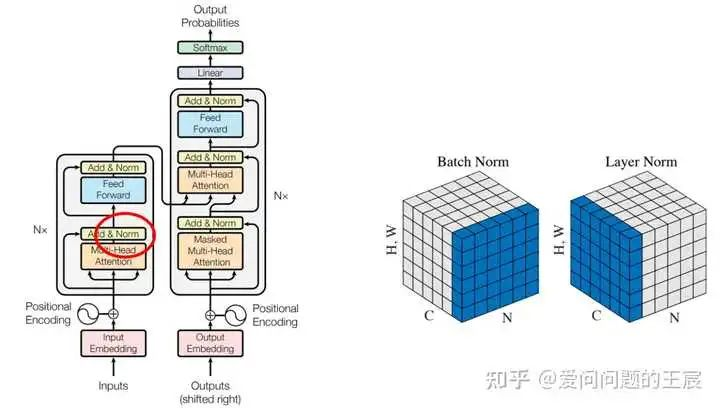 Output
Probabilities
Softmax
Linear
Add & Norm
Feed
Forward
Add & Norm
Multi-Head
Attention
Add & Norm
Masked
Multi-Head
Attention
N×
Add & Norm
Feed
Forward
Add & Norm
Multi-Head
Attention
N×
Positional
Encoding
Positional
Encoding
Input
Embedding
Output
Embedding
Inputs
Outputs
(shifted right)
Batch Norm
H, W
C
N
Layer Norm
H, W
C
N
知乎 @爱问问题的王宸